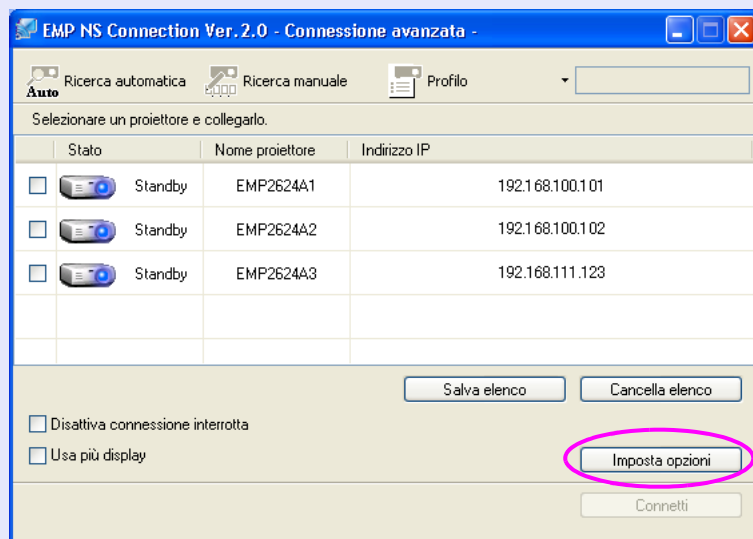 EMP NS Connection Ver.2.0 - Connessione avanzata -
Auto Ricerca automatica Ricerca manuale Profilo
Selezionare un proiettore e collegarlo.
Stato Nome proiettore Indirizzo IP
Standby EMP2624A1 192.168.100.101
Standby EMP2624A2 192.168.100.102
Standby EMP2624A3 192.168.111.123
Salva elenco Cancella elenco
Disattiva connessione interrotta
Usa più display
Imposta opzioni
Connetti